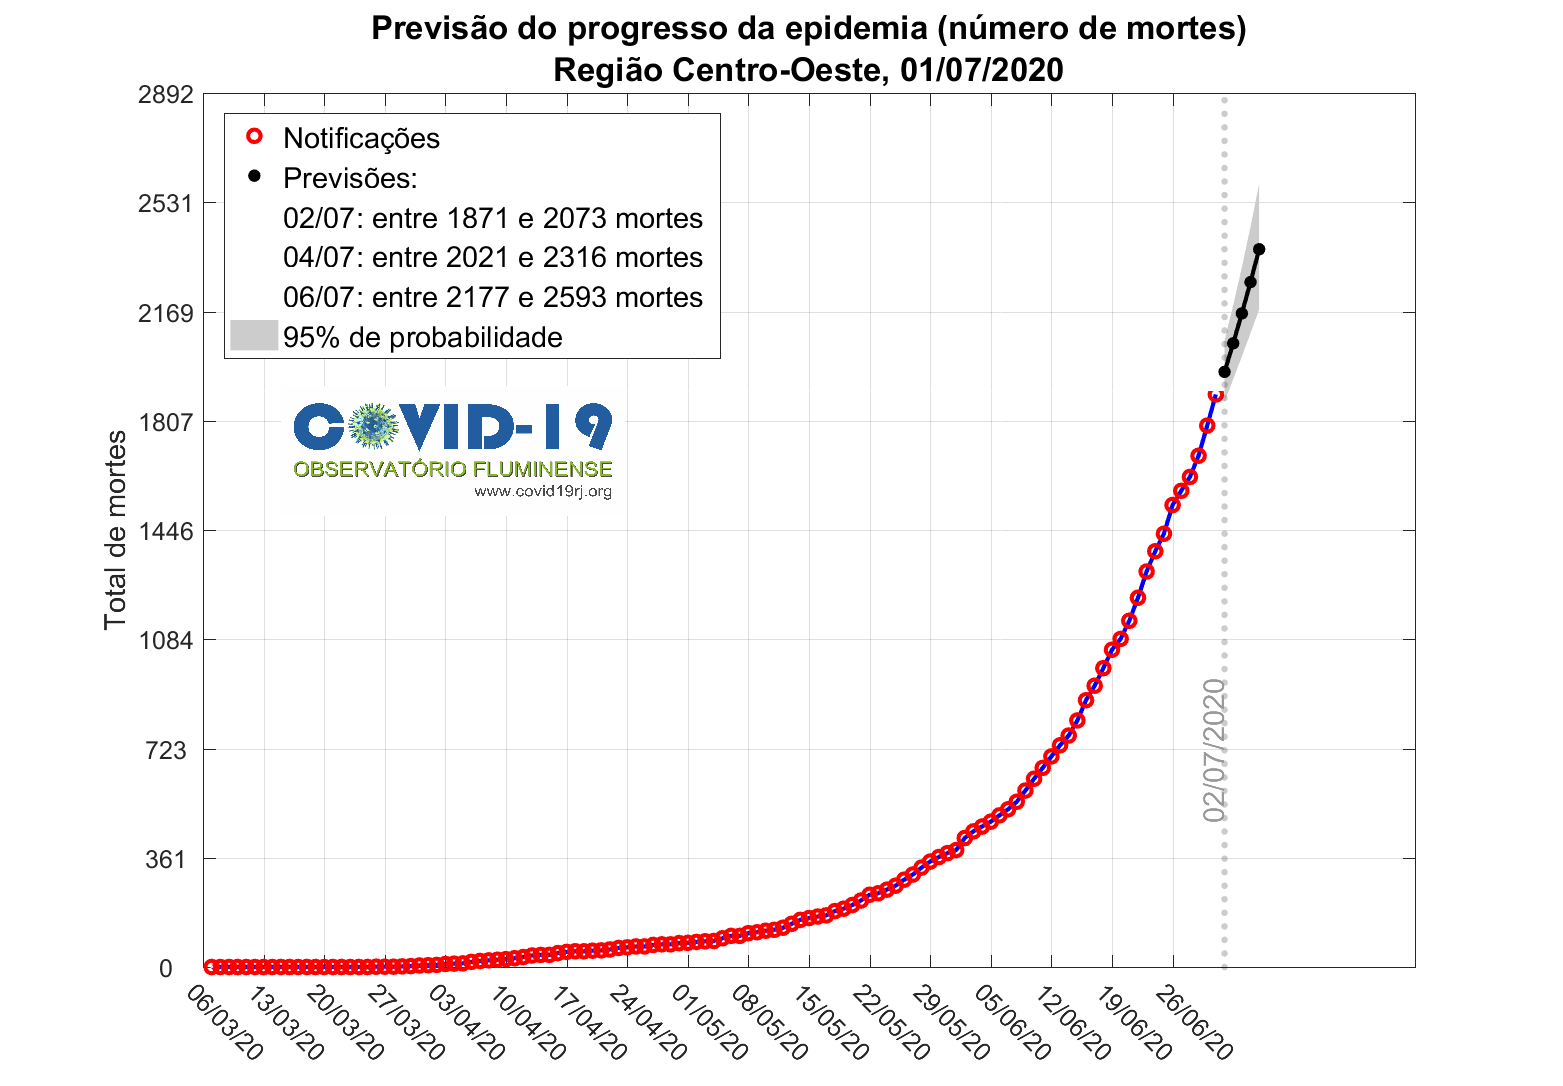 Previsão do progresso da epidemia (número de mortes)
Região Centro-Oeste, 01/07/2020
2892
2531
2169
1807
1446
1084
723
361
0
Total de mortes
Notificações
Previsões:
02/07: entre 1871 e 2073 mortes
04/07: entre 2021 e 2316 mortes
06/07: entre 2177 e 2593 mortes
95% de probabilidade
COVID-19
OBSERVATÓRIO FLUMINENSE
www.covid19rj.org
02/07/2020
06/03/20
13/03/20
20/03/20
27/03/20
03/04/20
10/04/20
17/04/20
24/04/20
01/05/20
08/05/20
15/05/20
22/05/20
29/05/20
05/06/20
12/06/20
19/06/20
26/06/20